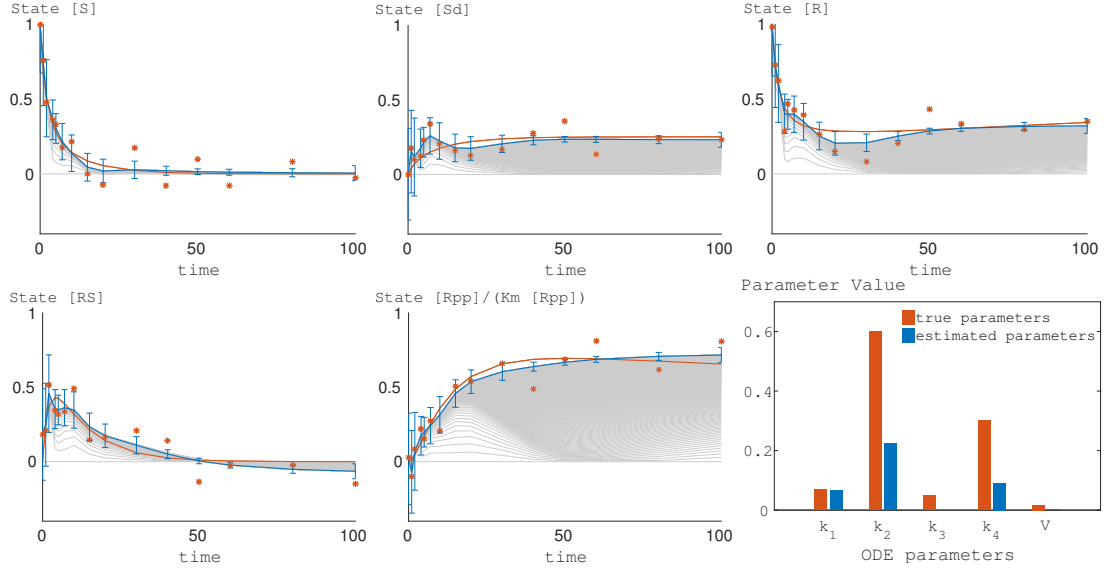 State [S]
1
0.5
0
0
50
100
time
State [Sd]
1
0.5
0
0
50
100
time
State [R]
1
0.5
0
0
50
100
time
State [RS]
1
0.5
0
0
50
100
time
State [Rpp]/(Km [Rpp])
1
0.5
0
0
50
100
time
Parameter Value
true parameters
estimated parameters
0.6
0.4
0.2
0
k1
k2
k3
k4
V
ODE parameters